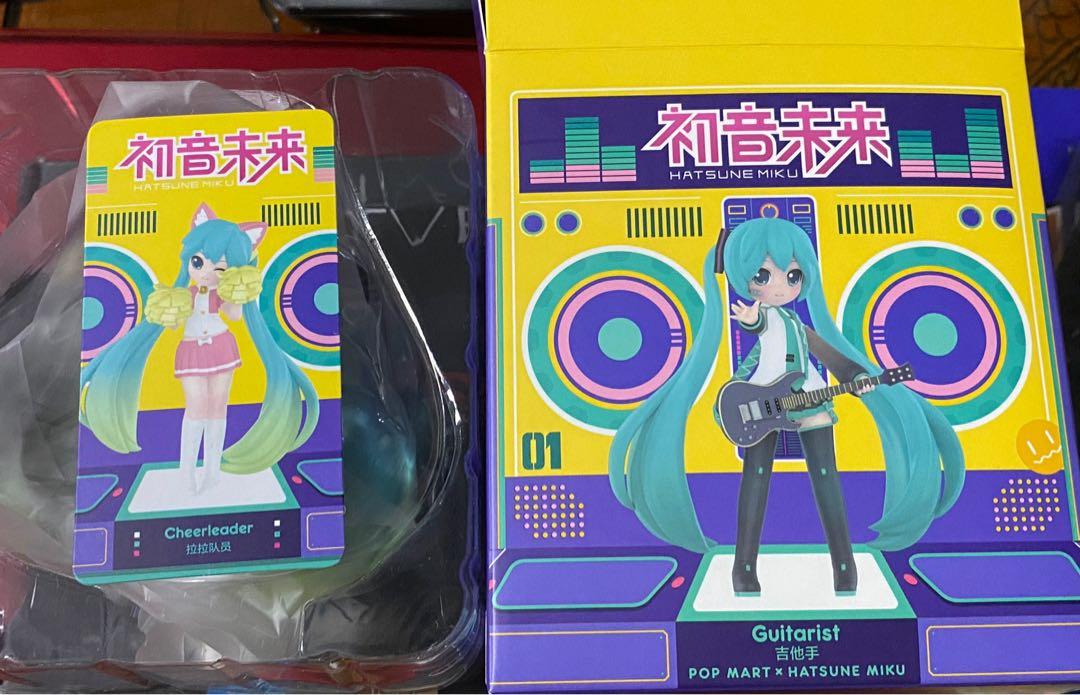 初音未来
HATSUNE MIKU
Cheerleader
拉拉队员
初音未来
HATSUNE MIKU
01
Guitarist
吉他手
POP MART × HATSUNE MIKU